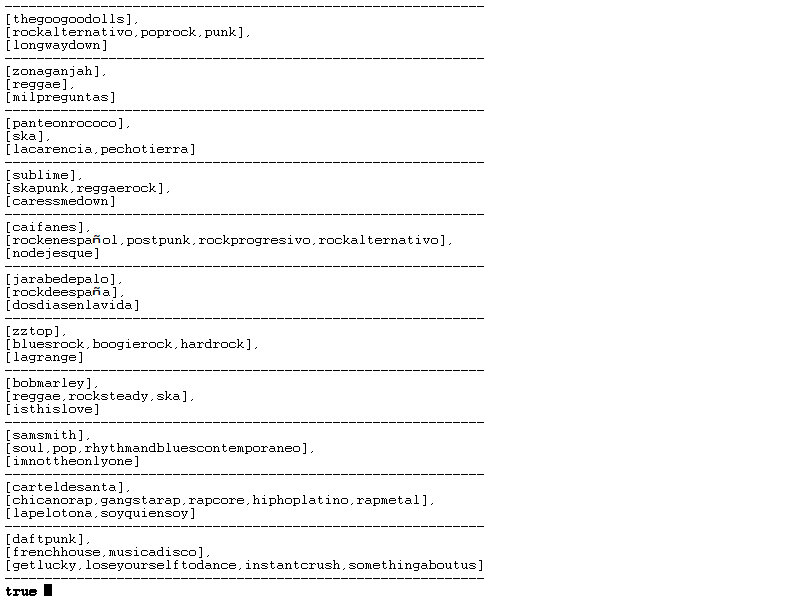 --------------------------------------------------------------
[thegoogoodolls],
[rockalternativo,poprock,punk],
[longwaydown]
--------------------------------------------------------------
[zonaganjah],
[reggae],
[milpreguntas]
--------------------------------------------------------------
[panteonrococo],
[ska],
[lacarencia,pechotierra]
--------------------------------------------------------------
[sublime],
[skapunk,reggaerock],
[caressmedown]
--------------------------------------------------------------
[caifanes],
[rockenespañol,postpunk,rockprogresivo,rockalternativo],
[nodejesque]
--------------------------------------------------------------
[jarabedepalo],
[rockdeespaña],
[dosdiasenlavida]
--------------------------------------------------------------
[zztop],
[bluesrock,boogierock,hardrock],
[lagrange]
--------------------------------------------------------------
[bobmarley],
[reggae,rocksteady,ska],
[isthislove]
--------------------------------------------------------------
[samsmith],
[soul,pop,rhythmandbluescontemporaneo],
[imnottheonlyone]
--------------------------------------------------------------
[carteldesanta],
[chicanorap,gangstarap,rapcore,hiphoplatino,rapmetal],
[lapelotona,soyquiensoy]
--------------------------------------------------------------
[daftpunk],
[frenchhouse,musicadisco],
[getlucky,loseyourselftodance,instantcrush,somethingaboutus]
--------------------------------------------------------------
true